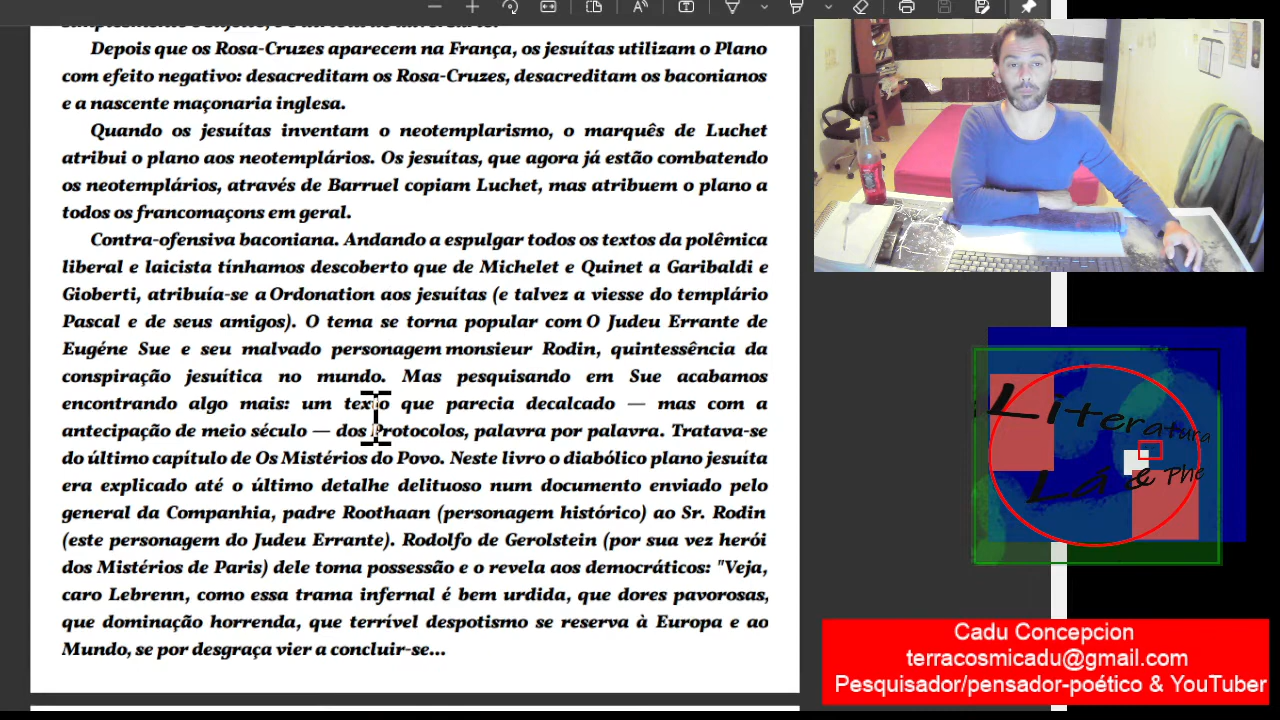 Depois que os Rosa-Cruzes aparecem na França, os jesuítas utilizam o Plano
com efeito negativo: desacreditam os Rosa-Cruzes, desacreditam os baconianos
e a nascente maçonaria inglesa.
Quando os jesuítas inventam o neotemplarismo, o marquês de Luchet
atribui o plano aos neotemplários. Os jesuítas, que agora já estão combatendo
os neotemplários, através de Barruel copiam Luchet, mas atribuem o plano a
todos os francomaçons em geral.
Contra-ofensiva baconiana. Andando a espulgar todos os textos da polêmica
liberal e laicista tínhamos descoberto que de Michelet e Quinet a Garibaldi e
Gioberti, atribuía-se a Ordonation aos jesuítas (e talvez a viesse do templário
Pascal e de seus amigos). O tema se torna popular com O Judeu Errante de
Eugéne Sue e seu malvado personagem monsieur Rodin, quintessência da
conspiração jesuítica no mundo. Mas pesquisando em Sue acabamos
encontrando algo mais: um texto que parecia decalcado — mas com a
antecipação de meio século — dos Protocolos, palavra por palavra. Tratava-se
do último capítulo de Os Mistérios do Povo. Neste livro o diabólico plano jesuíta
era explicado até o último detalhe delituoso num documento enviado pelo
general da Companhia, padre Roothaan (personagem histórico) ao Sr. Rodin
(este personagem do Judeu Errante). Rodolfo de Gerolstein (por sua vez herói
dos Mistérios de Paris) dele toma possessão e o revela aos democráticos: "Veja,
caro Lebrenn, como essa trama infernal é bem urdida, que dores pavorosas,
que dominação horrenda, que terrível despotismo se reserva à Europa e ao
Mundo, se por desgraça vier a concluir-se...
Literatura
Lá & Phe
Cadu Concepcion
terracosmicadu@gmail.com
Pesquisador/pensador-poético & YouTuber